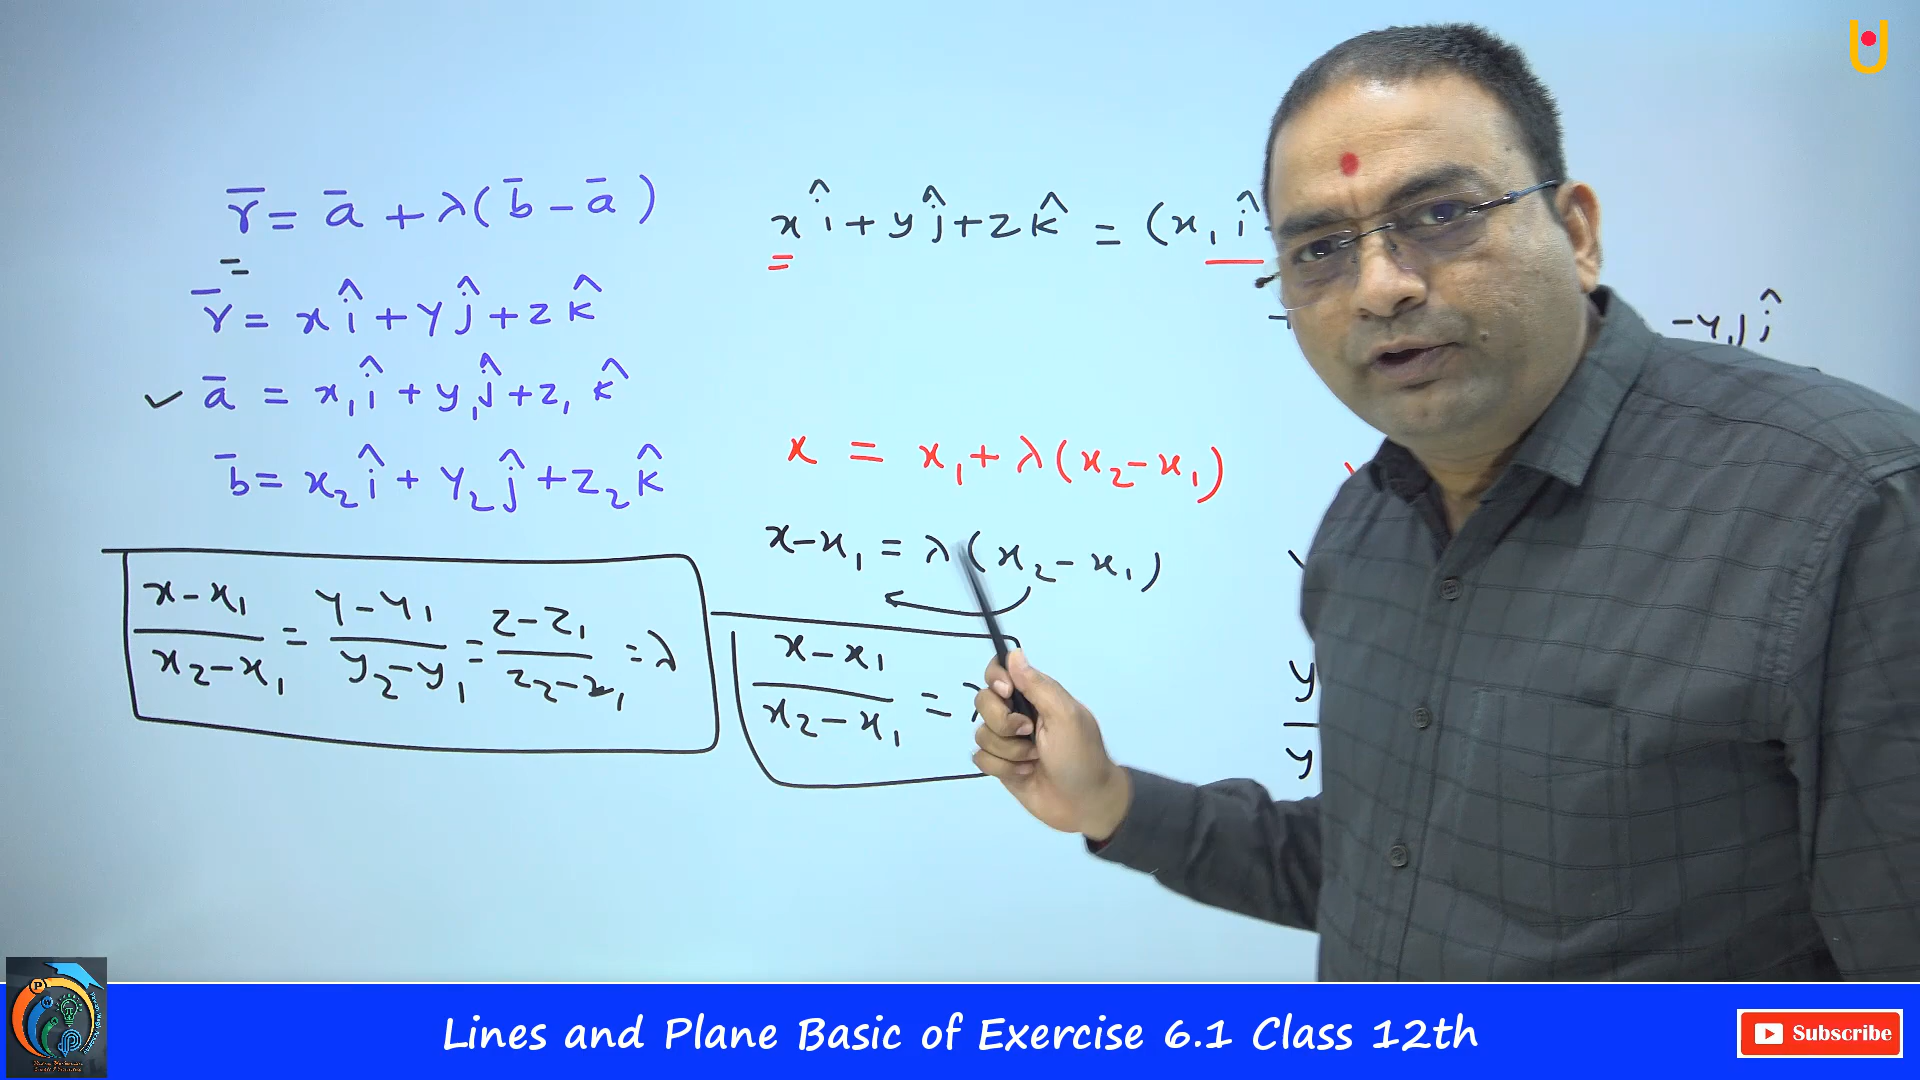 r̄ = ā + λ(b̄ - ā)
r̄ = xî + yĵ + zk̂
✓ ā = x₁î + y₁ĵ + z₁k̂
b̄ = x₂î + y₂ĵ + z₂k̂
(x-x₁)/(x₂-x₁) = (y-y₁)/(y₂-y₁) = (z-z₁)/(z₂-z₁) = λ
xî + yĵ + zk̂ = (x₁î
-y₁)ĵ
x = x₁ + λ(x₂-x₁)
x-x₁ = λ(x₂-x₁)
(x-x₁)/(x₂-x₁) = λ
y
y
Lines and Plane Basic of Exercise 6.1 Class 12th
Subscribe